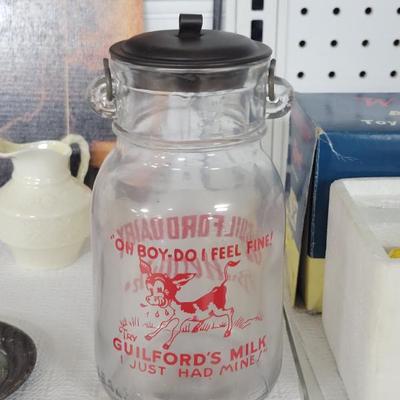 "OH BOY-DO I FEEL FINE!
TRY
GUILFORD'S MILK
I JUST HAD MINE!"